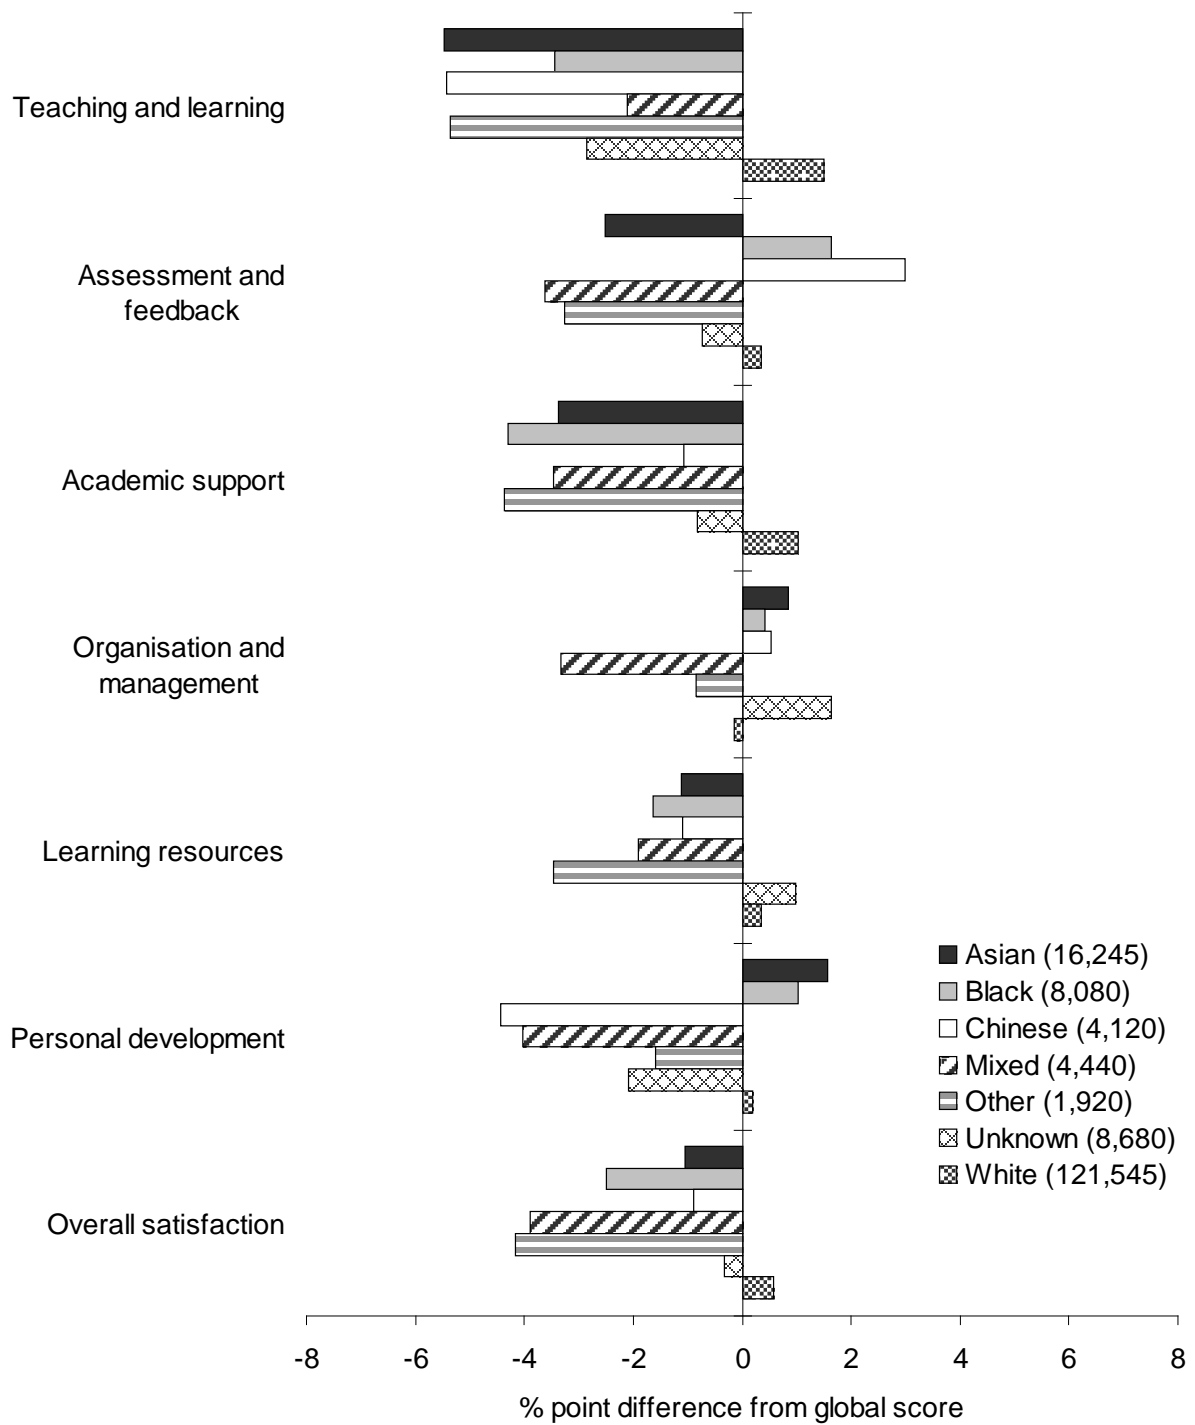 Teaching and learning
Assessment and
feedback
Academic support
Organisation and
management
Learning resources
Personal development
Overall satisfaction
Asian (16,245)
Black (8,080)
Chinese (4,120)
Mixed (4,440)
Other (1,920)
Unknown (8,680)
White (121,545)
-8 -6 -4 -2 0 2 4 6 8
% point difference from global score